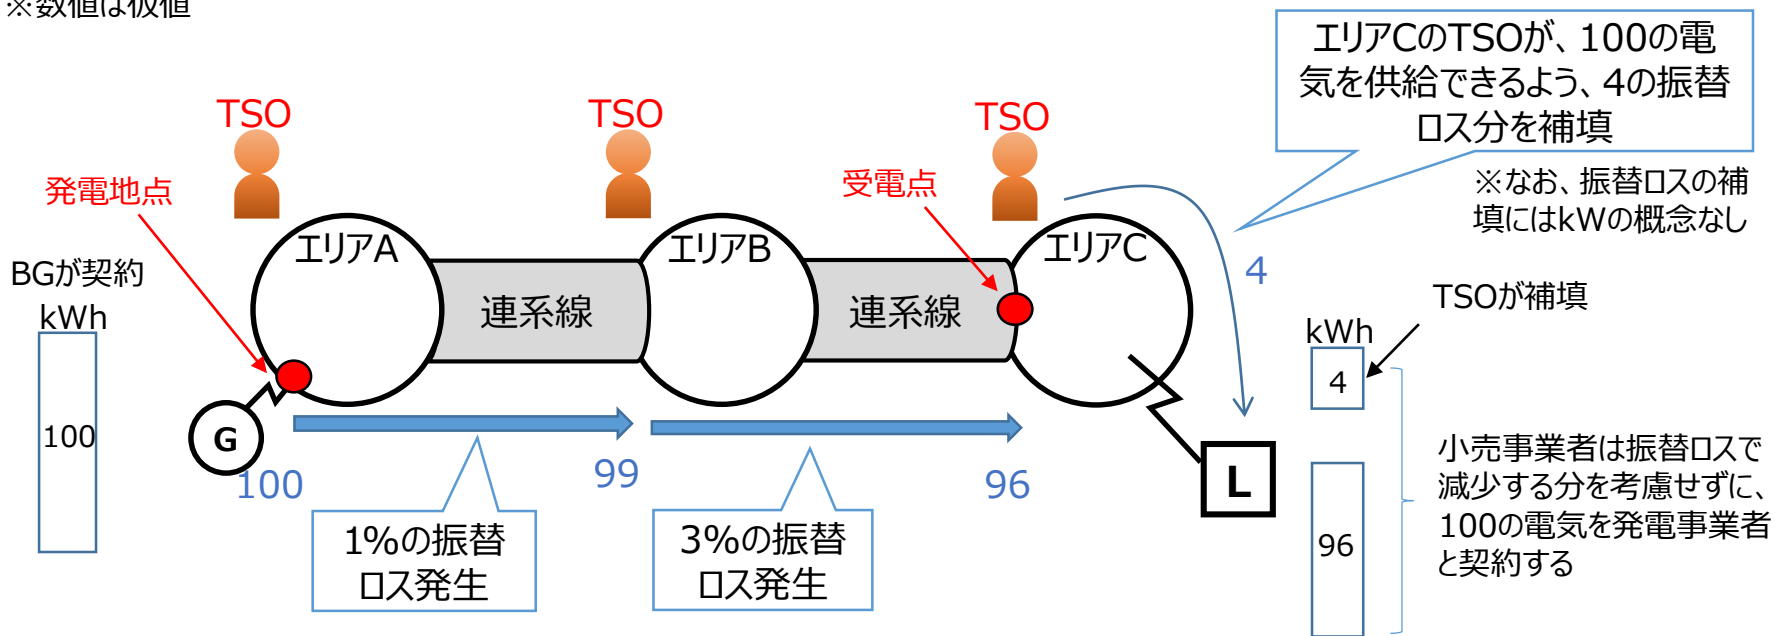 ※数値は仮値
エリアCのTSOが、100の電
気を供給できるよう、4の振替
ロス分を補填
※なお、振替ロスの補
填にはkWの概念なし
TSO
TSO
TSO
発電地点
受電点
エリアA
エリアB
エリアC
連系線
連系線
4
BGが契約
kWh
100
G
100
99
96
1%の振替
ロス発生
3%の振替
ロス発生
L
TSOが補填
kWh
4
96
小売事業者は振替ロスで
減少する分を考慮せずに、
100の電気を発電事業者
と契約する